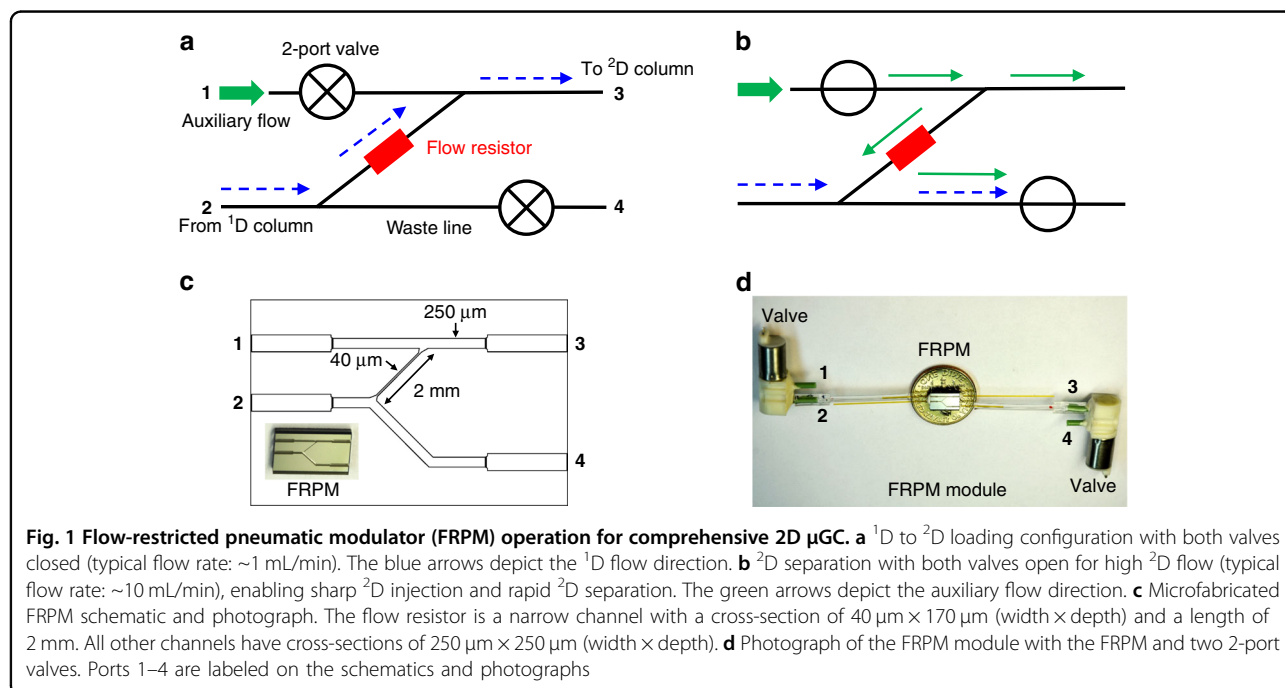 a
2-port valve
To ²D column
1
3
Auxiliary flow
Flow resistor
2
4
From ¹D column
Waste line
b
c
250 µm
1
3
40 µm
2 mm
2
4
FRPM
d
Valve
FRPM
1
3
2
4
FRPM module
Valve
Fig. 1 Flow-restricted pneumatic modulator (FRPM) operation for comprehensive 2D µGC. a ¹D to ²D loading configuration with both valves
closed (typical flow rate: ~1 mL/min). The blue arrows depict the ¹D flow direction. b ²D separation with both valves open for high ²D flow (typical
flow rate: ~10 mL/min), enabling sharp ²D injection and rapid ²D separation. The green arrows depict the auxiliary flow direction. c Microfabricated
FRPM schematic and photograph. The flow resistor is a narrow channel with a cross-section of 40 µm × 170 µm (width × depth) and a length of
2 mm. All other channels have cross-sections of 250 µm × 250 µm (width × depth). d Photograph of the FRPM module with the FRPM and two 2-port
valves. Ports 1–4 are labeled on the schematics and photographs